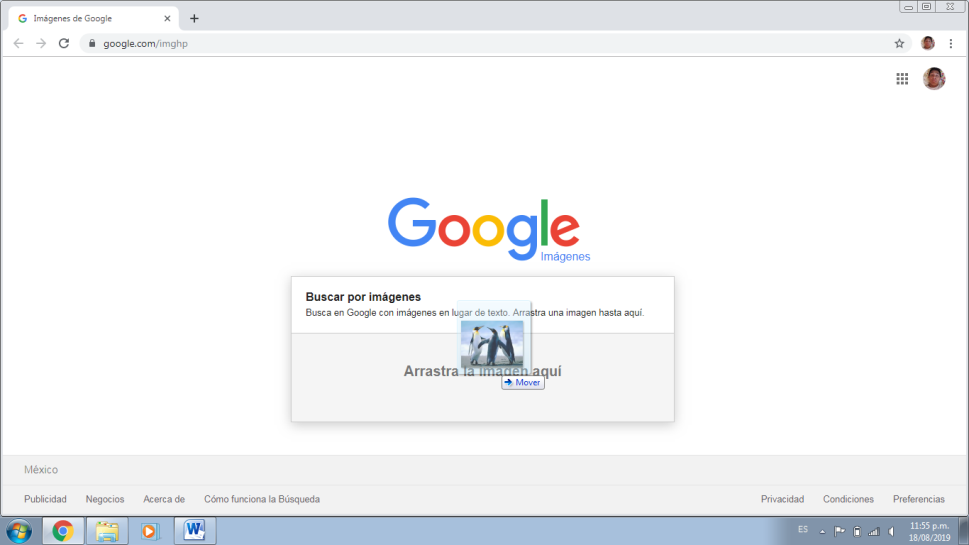 Imágenes de Google
google.com/imghp
Google
Imágenes
Buscar por imágenes
Busca en Google con imágenes en lugar de texto. Arrastra una imagen hasta aquí.
Arrastra la imagen aquí
Mover
México
Publicidad Negocios Acerca de Cómo funciona la Búsqueda Privacidad Condiciones Preferencias
ES
11:55 p.m.
18/08/2019